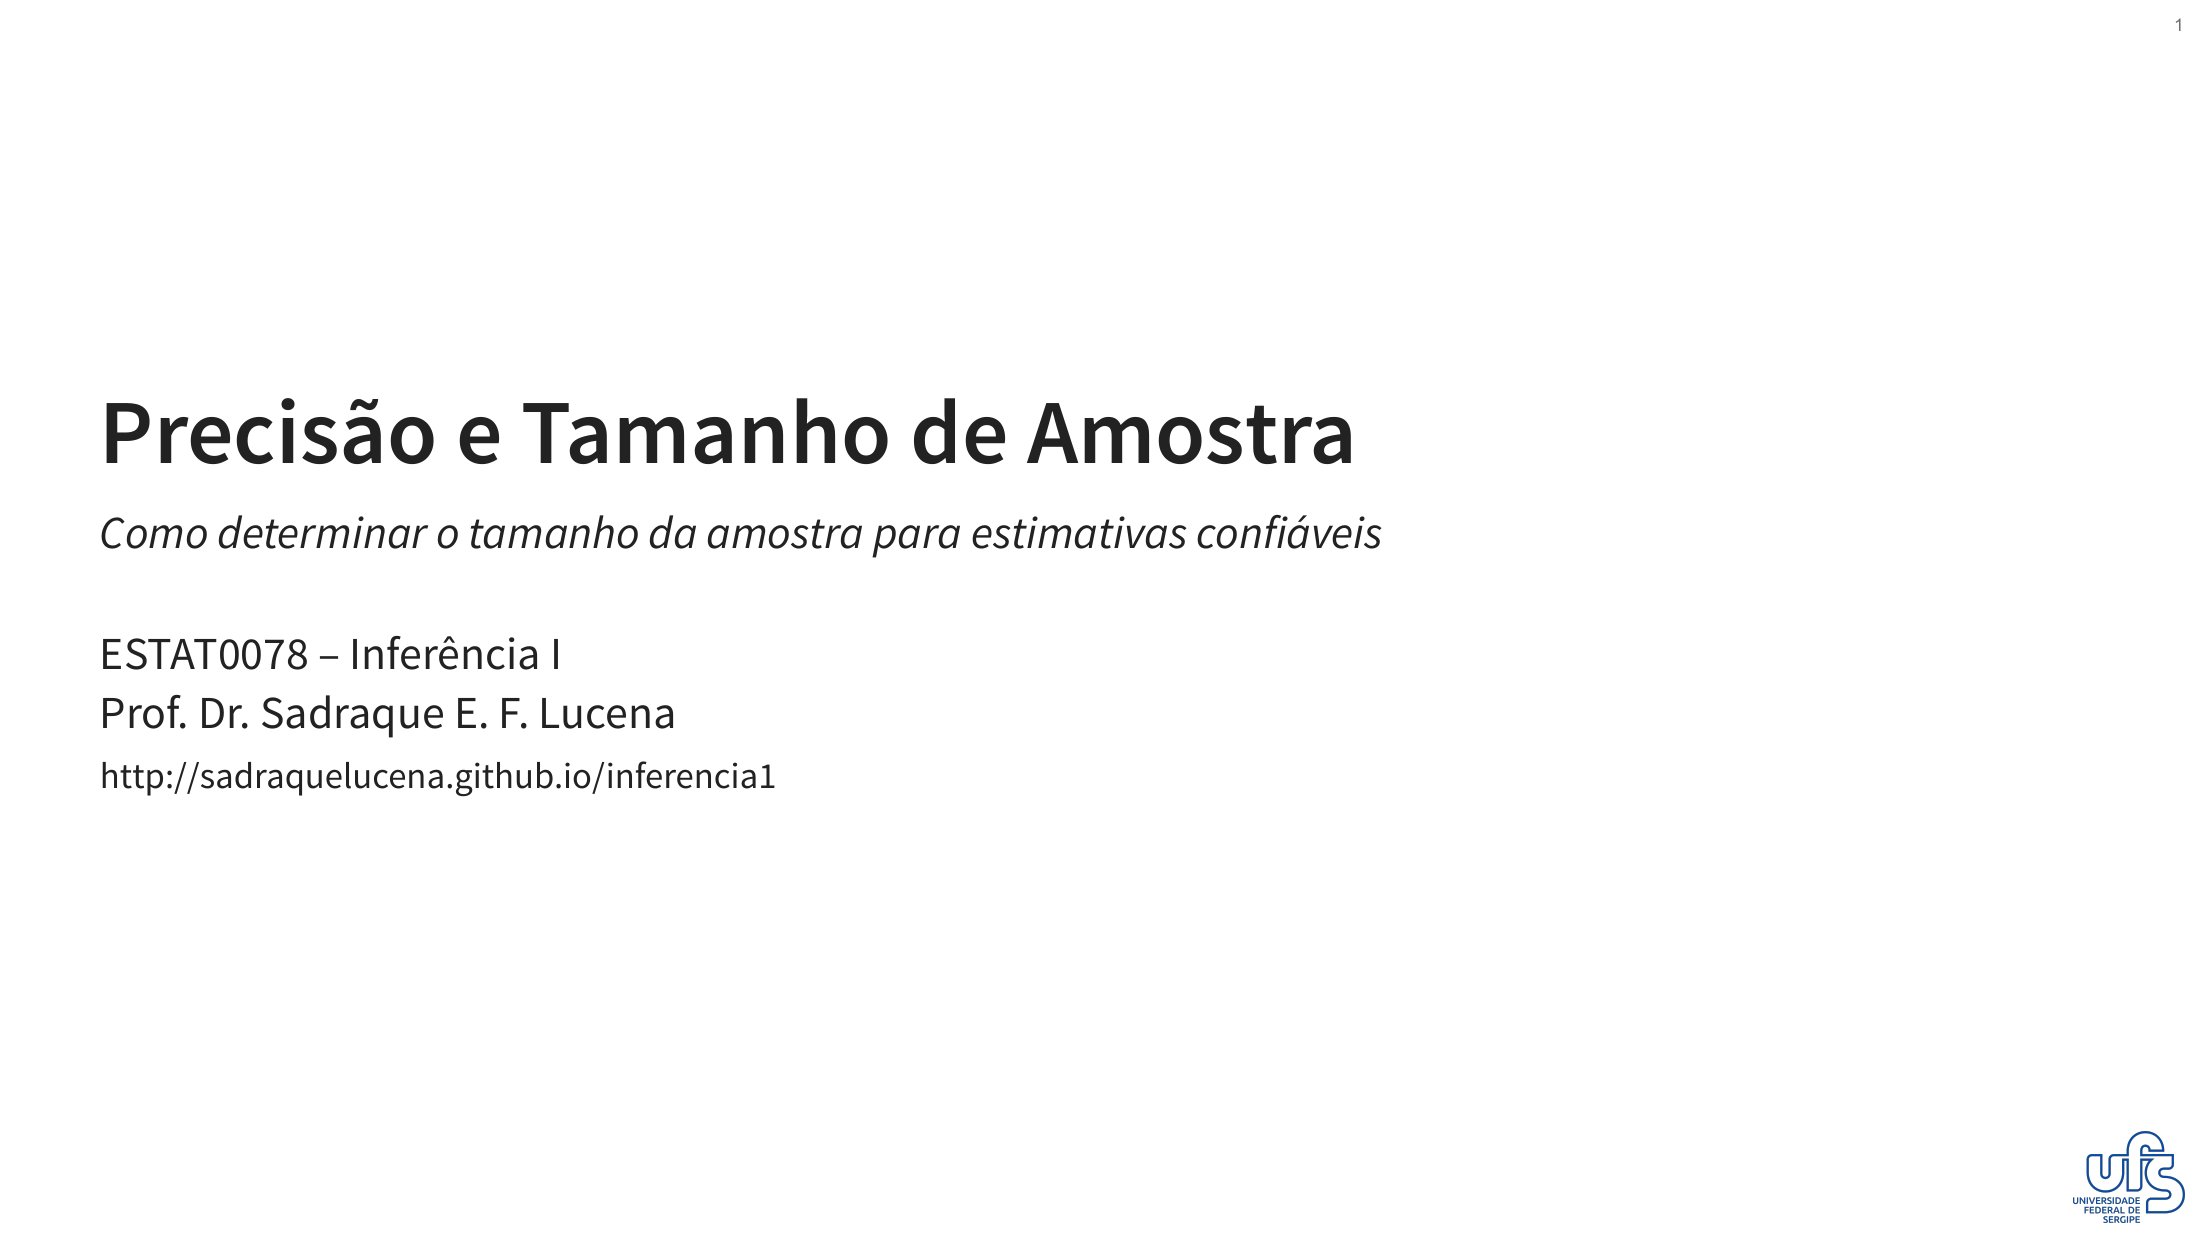 1
Precisão e Tamanho de Amostra
Como determinar o tamanho da amostra para estimativas confiáveis
ESTAT0078 – Inferência I
Prof. Dr. Sadraque E. F. Lucena
http://sadraquelucena.github.io/inferencia1
ufs
UNIVERSIDADE
FEDERAL DE
SERGIPE